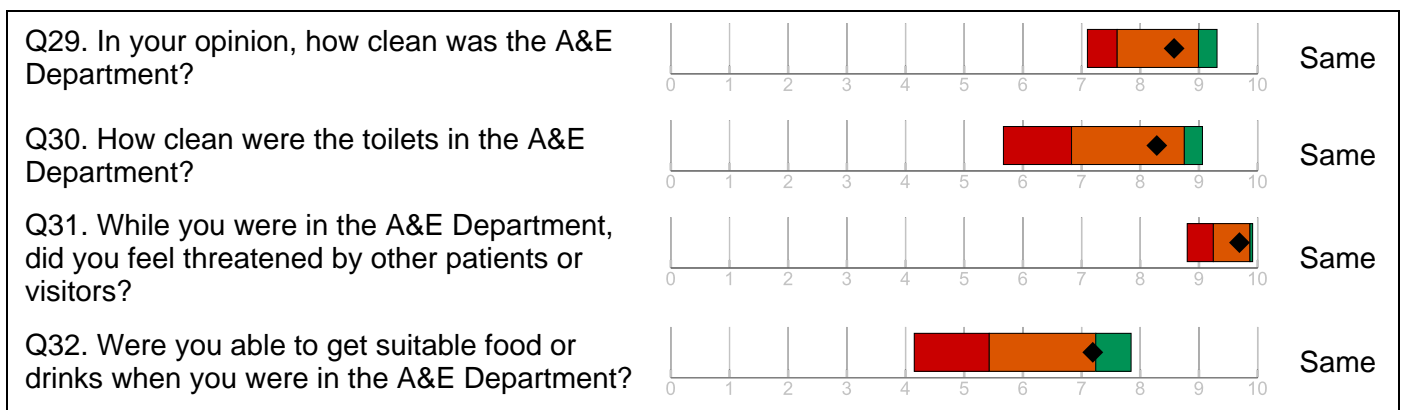 Q29. In your opinion, how clean was the A&E
Department?
Same
0 1 2 3 4 5 6 7 8 9 10
Q30. How clean were the toilets in the A&E
Department?
Same
0 1 2 3 4 5 6 7 8 9 10
Q31. While you were in the A&E Department,
did you feel threatened by other patients or
visitors?
Same
0 1 2 3 4 5 6 7 8 9 10
Q32. Were you able to get suitable food or
drinks when you were in the A&E Department?
Same
0 1 2 3 4 5 6 7 8 9 10